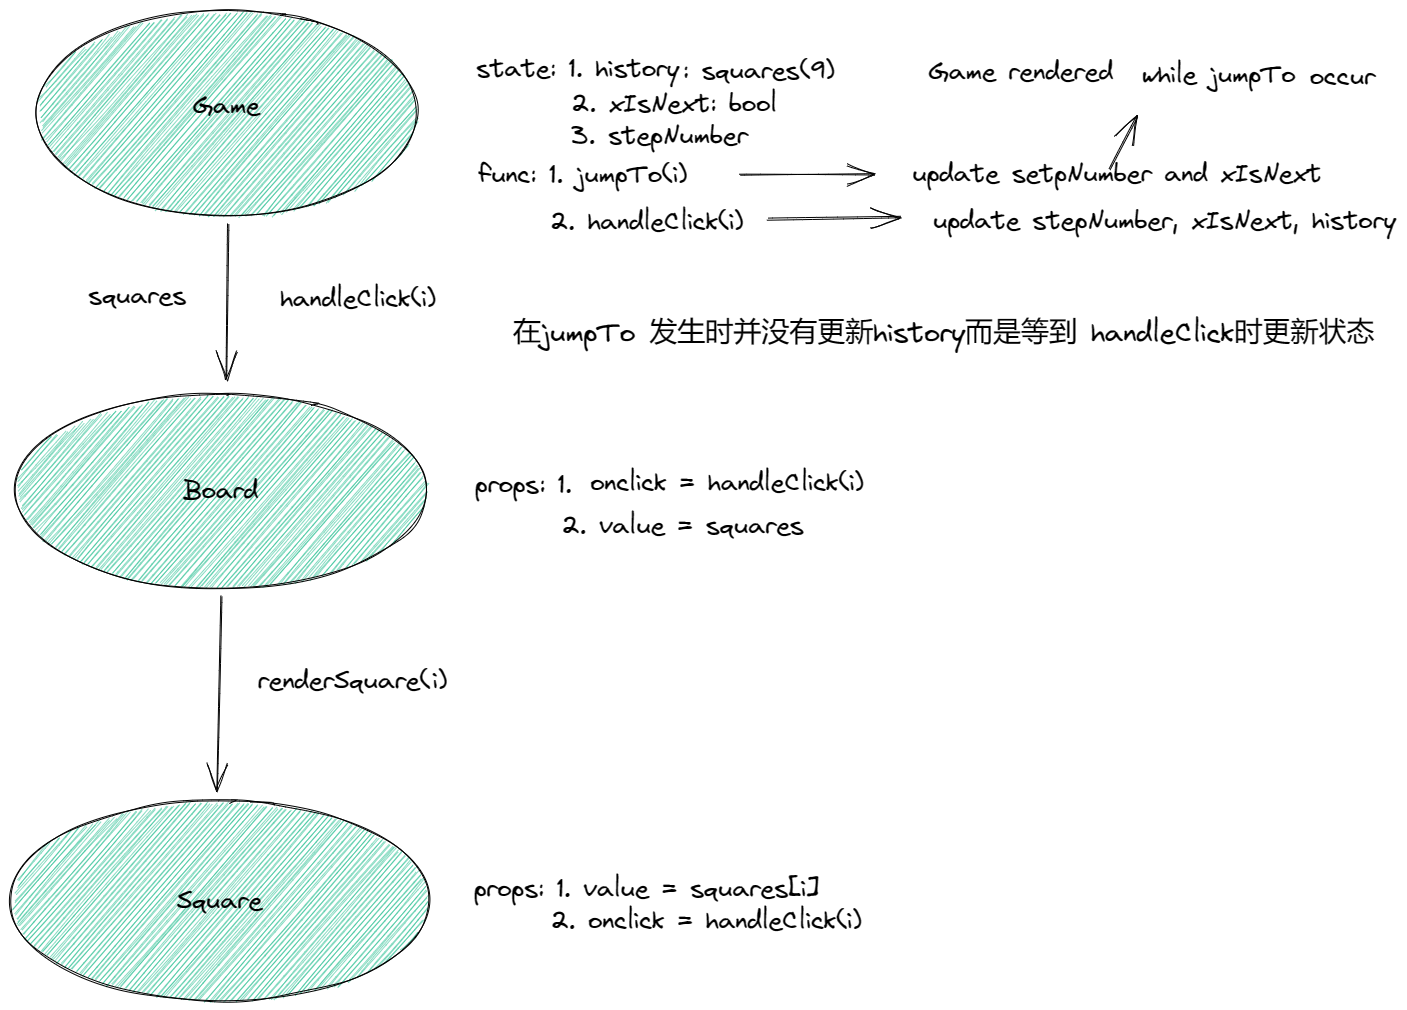 Game
state: 1. history: squares(9)
2. xIsNext: bool
3. stepNumber
func: 1. jumpTo(i)
2. handleClick(i)
Game rendered while jumpTo occur
update setpNumber and xIsNext
update stepNumber, xIsNext, history
squares
handleClick(i)
在jumpTo 发生时并没有更新history而是等到 handleClick时更新状态
Board
props: 1. onclick = handleClick(i)
2. value = squares
renderSquare(i)
Square
props: 1. value = squares[i]
2. onclick = handleClick(i)